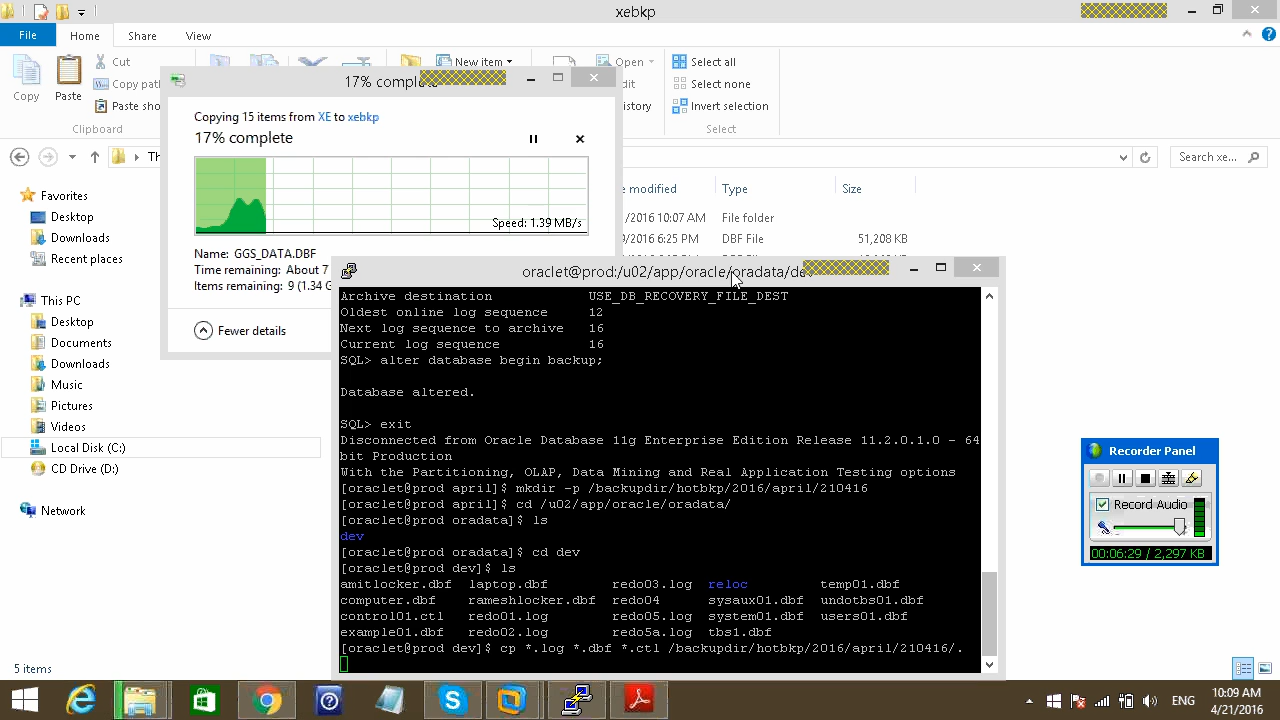 xebkp
File Home Share View
Copy Paste Cut Copy pat Paste sho New item Open dit istory Select all Select none Invert selection
Clipboard Select
17% comple
Copying 15 items from XE to xebkp
17% complete
Speed: 1.39 MB/s
Name: GGS_DATA.DBF
Time remaining: About 7
Items remaining: 9 (1.34 G
Fewer details
Th Search xe...
e modified Type Size
/2016 10:07 AM File folder
/2016 6:25 PM DBF File 51,208 KB
Favorites
Desktop
Downloads
Recent places
This PC
Desktop
Documents
Downloads
Music
Pictures
Videos
Local Disk (C:)
CD Drive (D:)
Network
5 items
oraclet@prod:/u02/app/oracle/oradata/de
Archive destination USE_DB_RECOVERY_FILE_DEST
Oldest online log sequence 12
Next log sequence to archive 16
Current log sequence 16
SQL> alter database begin backup;
Database altered.
SQL> exit
Disconnected from Oracle Database 11g Enterprise Edition Release 11.2.0.1.0 - 64
bit Production
With the Partitioning, OLAP, Data Mining and Real Application Testing options
[oraclet@prod april]$ mkdir -p /backupdir/hotbkp/2016/april/210416
[oraclet@prod april]$ cd /u02/app/oracle/oradata/
[oraclet@prod oradata]$ ls
dev
[oraclet@prod oradata]$ cd dev
[oraclet@prod dev]$ ls
amitlocker.dbf laptop.dbf redo03.log reloc temp01.dbf
computer.dbf rameshlocker.dbf redo04 sysaux01.dbf undotbs01.dbf
control01.ctl redo01.log redo05.log system01.dbf users01.dbf
example01.dbf redo02.log redo5a.log tbs1.dbf
[oraclet@prod dev]$ cp *.log *.dbf *.ctl /backupdir/hotbkp/2016/april/210416/.
Recorder Panel
Record Audio
00:06:29 / 2,297 KB
ENG
10:09 AM
4/21/2016